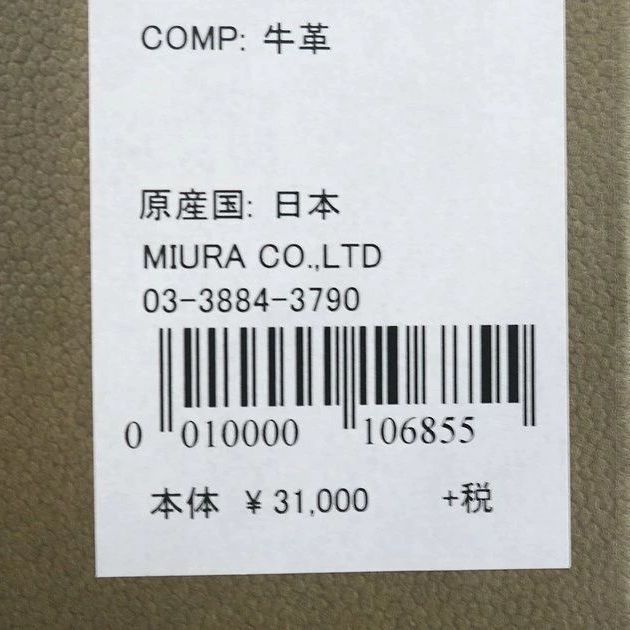 COMP: 牛革
原産国: 日本
MIURA CO.,LTD
03-3884-3790
0 010000 106855
本体 ¥ 31,000 +税